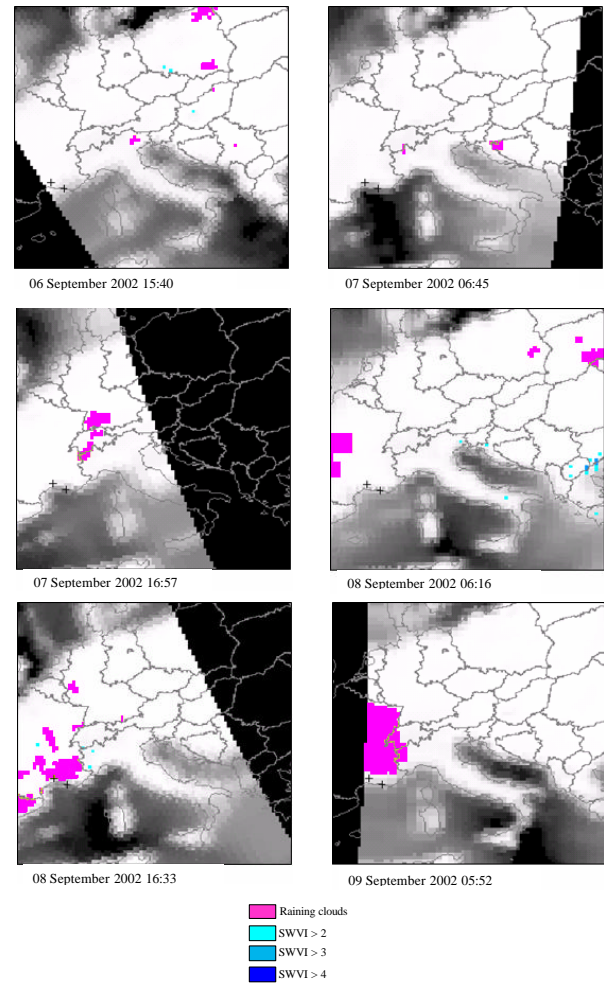 06 September 2002 15:40
07 September 2002 06:45
07 September 2002 16:57
08 September 2002 06:16
08 September 2002 16:33
09 September 2002 05:52
Raining clouds
SWVI > 2
SWVI > 3
SWVI > 4